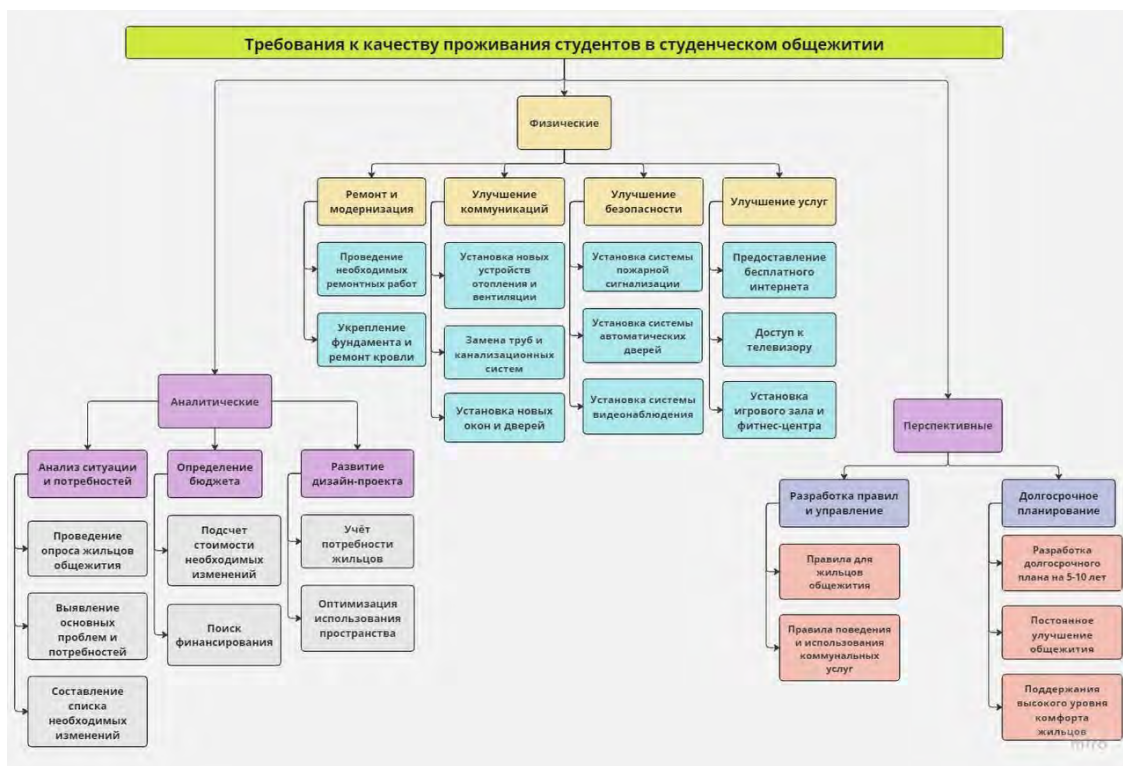 Требования к качеству проживания студентов в студенческом общежитии
Физические
Ремонт и
модернизация
Улучшение
коммуникаций
Улучшение
безопасности
Улучшение услуг
Проведение
необходимых
ремонтных работ
Укрепление
фундамента и
ремонт кровли
Установка новых
устройств
отопления и
вентиляции
Замена труб и
канализационных
систем
Установка новых
окон и дверей
Установка системы
пожарной
сигнализации
Установка системы
автоматических
дверей
Установка системы
видеонаблюдения
Предоставление
бесплатного
интернета
Доступ к
телевизору
Установка
игрового зала и
фитнес-центра
Аналитические
Анализ ситуации
и потребностей
Определение
бюджета
Развитие
дизайн-проекта
Проведение
опроса жильцов
общежития
Выявление
основных
проблем и
потребностей
Составление
списка
необходимых
изменений
Подсчет
стоимости
необходимых
изменений
Поиск
финансирования
Учёт
потребности
жильцов
Оптимизация
использования
пространства
Перспективные
Разработка правил
и управление
Долгосрочное
планирование
Правила для
жильцов
общежития
Правила поведения
и использования
коммунальных
услуг
Разработка
долгосрочного
плана на 5-10 лет
Постоянное
улучшение
общежития
Поддержания
высокого уровня
комфорта
жильцов
miro